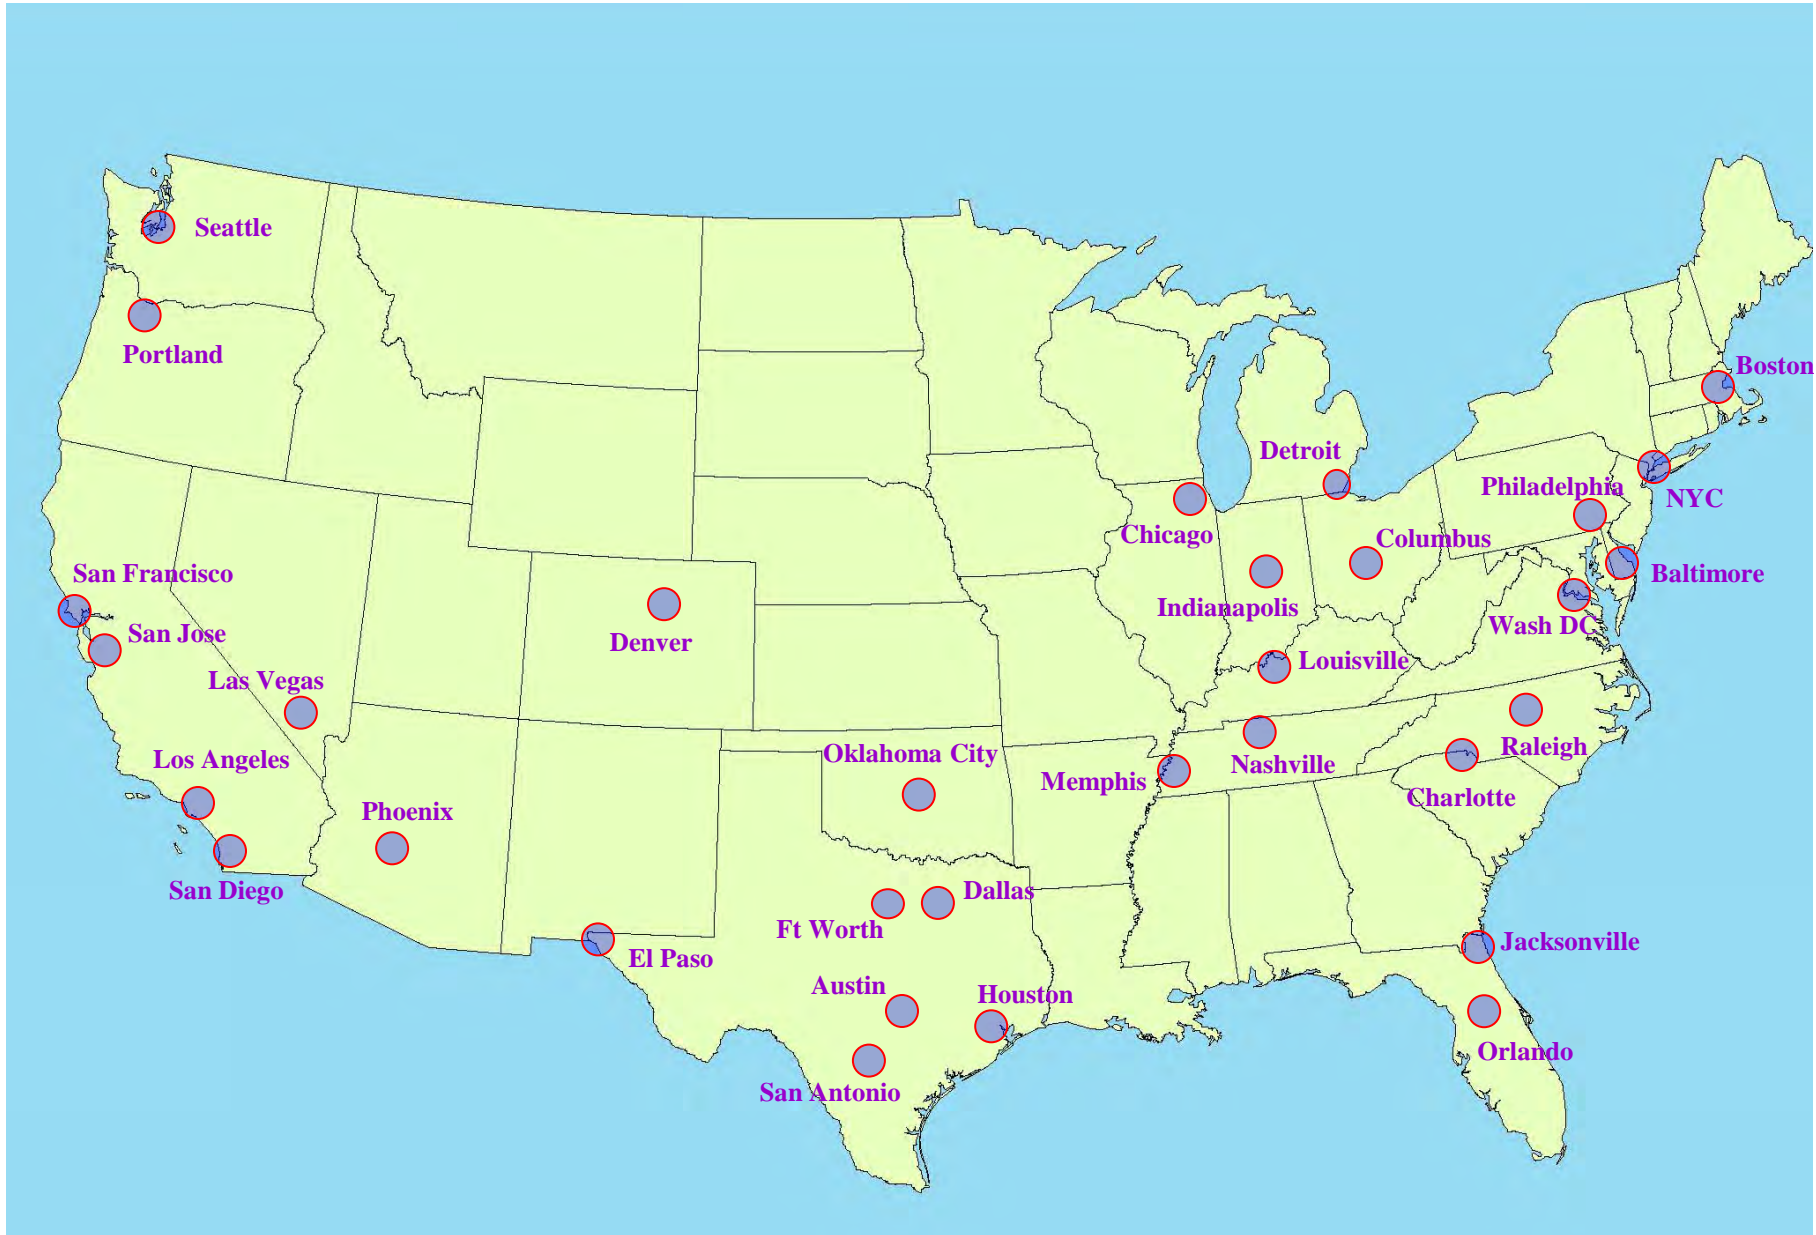 Seattle
Portland
Boston
Detroit
Philadelphia
NYC
Chicago
Columbus
San Francisco
Baltimore
Indianapolis
San Jose
Wash DC
Denver
Louisville
Las Vegas
Los Angeles
Oklahoma City
Raleigh
Nashville
Memphis
Charlotte
Phoenix
San Diego
Dallas
Ft Worth
Jacksonville
El Paso
Austin
Houston
Orlando
San Antonio